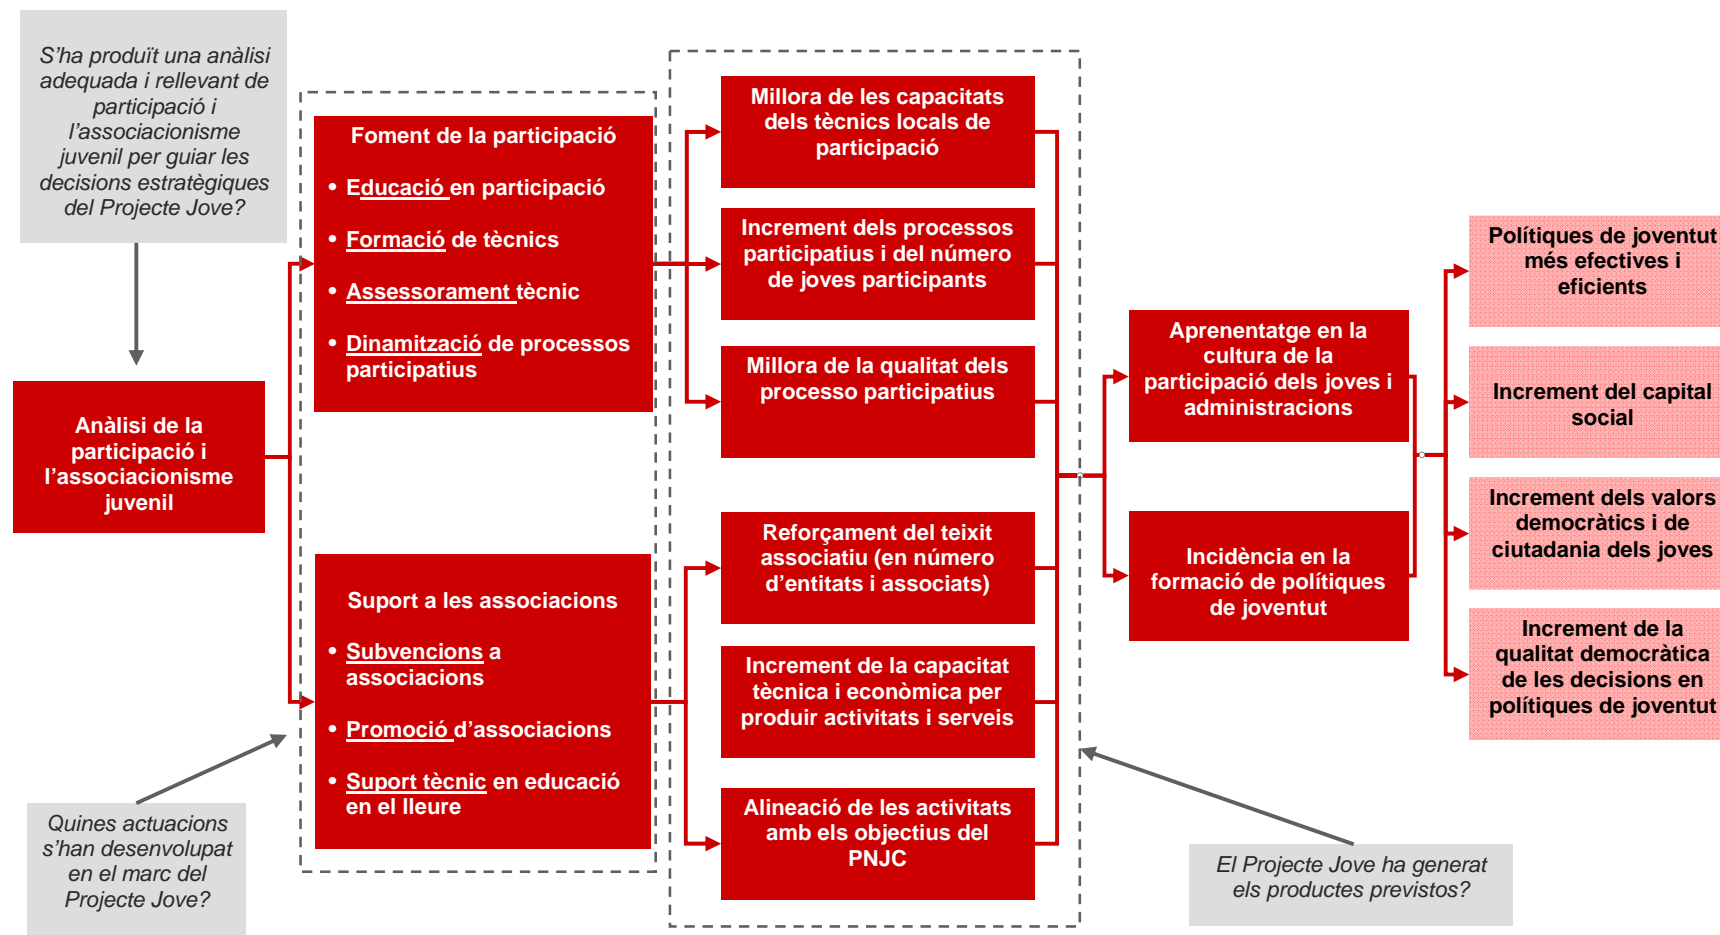 S'ha produït una anàlisi
adequada i rellevant de
participació i
l'associacionisme
juvenil per guiar les
decisions estratègiques
del Projecte Jove?
Anàlisi de la
participació i
l'associacionisme
juvenil
Quines actuacions
s'han desenvolupat
en el marc del
Projecte Jove?
Foment de la participació
• Educació en participació
• Formació de tècnics
• Assessorament tècnic
• Dinamització de processos
participatius
Suport a les associacions
• Subvencions a
associacions
• Promoció d'associacions
• Suport tècnic en educació
en el lleure
Millora de les capacitats
dels tècnics locals de
participació
Increment dels processos
participatius i del número
de joves participants
Millora de la qualitat dels
processo participatius
Reforçament del teixit
associatiu (en número
d'entitats i associats)
Increment de la capacitat
tècnica i econòmica per
produir activitats i serveis
Alineació de les activitats
amb els objectius del
PNJC
Aprenentatge en la
cultura de la
participació dels joves i
administracions
Incidència en la
formació de polítiques
de joventut
El Projecte Jove ha generat
els productes previstos?
Polítiques de joventut
més efectives i
eficients
Increment del capital
social
Increment dels valors
democràtics i de
ciutadania dels joves
Increment de la
qualitat democràtica
de les decisions en
polítiques de joventut